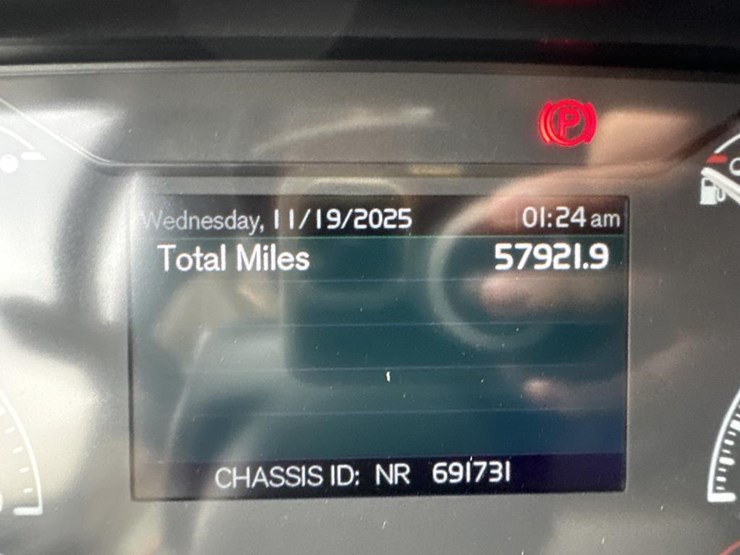 P
Wednesday, 11/19/2025 01:24 am
Total Miles 57921.9
CHASSIS ID: NR 691731